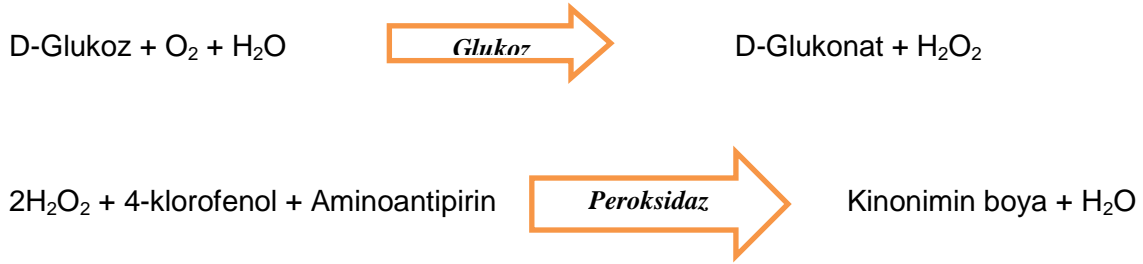 D-Glukoz + O₂ + H₂O Glukoz D-Glukonat + H₂O₂
2H₂O₂ + 4-klorofenol + Aminoantipirin Peroksidaz Kinonimin boya + H₂O